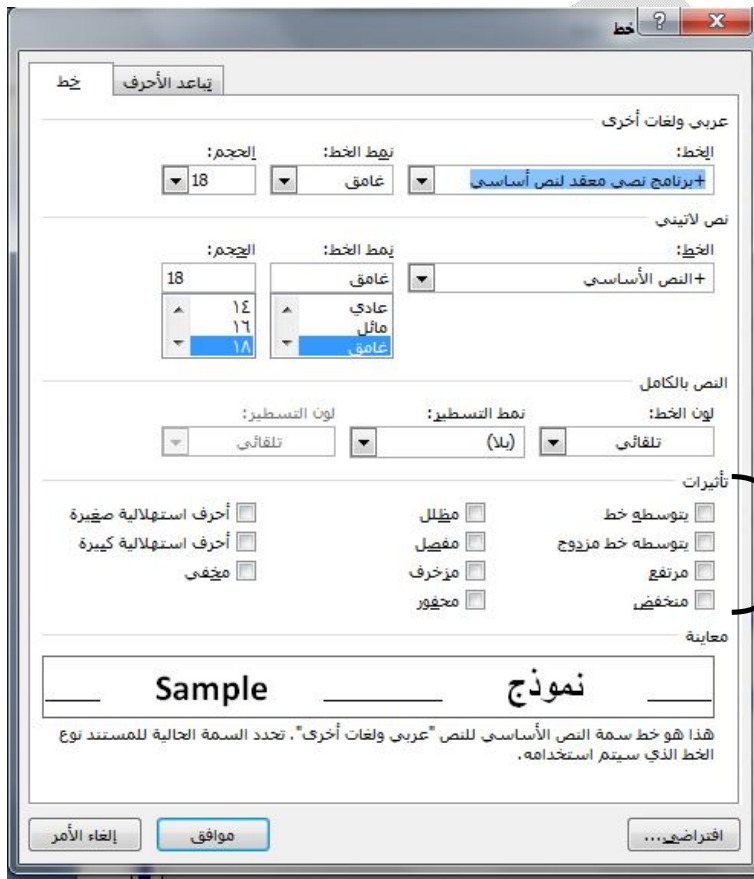 خط
خط تباعد الأحرف
عربي ولغات أخرى
الخط: نمط الخط: الحجم:
+برنامج نصي معقد لنص أساسي غامق 18
نص لاتيني
الخط: نمط الخط: الحجم:
+النص الأساسي غامق 18
عادي ١٤
مائل ١٦
غامق ١٨
النص بالكامل
لون الخط: نمط التسطير: لون التسطير:
تلقائي (بلا) تلقائي
تأثيرات
يتوسطه خط مظلل أحرف استهلالية صغيرة
يتوسطه خط مزدوج مفصل أحرف استهلالية كبيرة
مرتفع مزخرف مخفي
منخفض محفور
معاينة
نموذج Sample
هذا هو خط سمة النص الأساسي للنص "عربي ولغات أخرى". تحدد السمة الحالية للمستند نوع
الخط الذي سيتم استخدامه.
افتراضي... موافق إلغاء الأمر